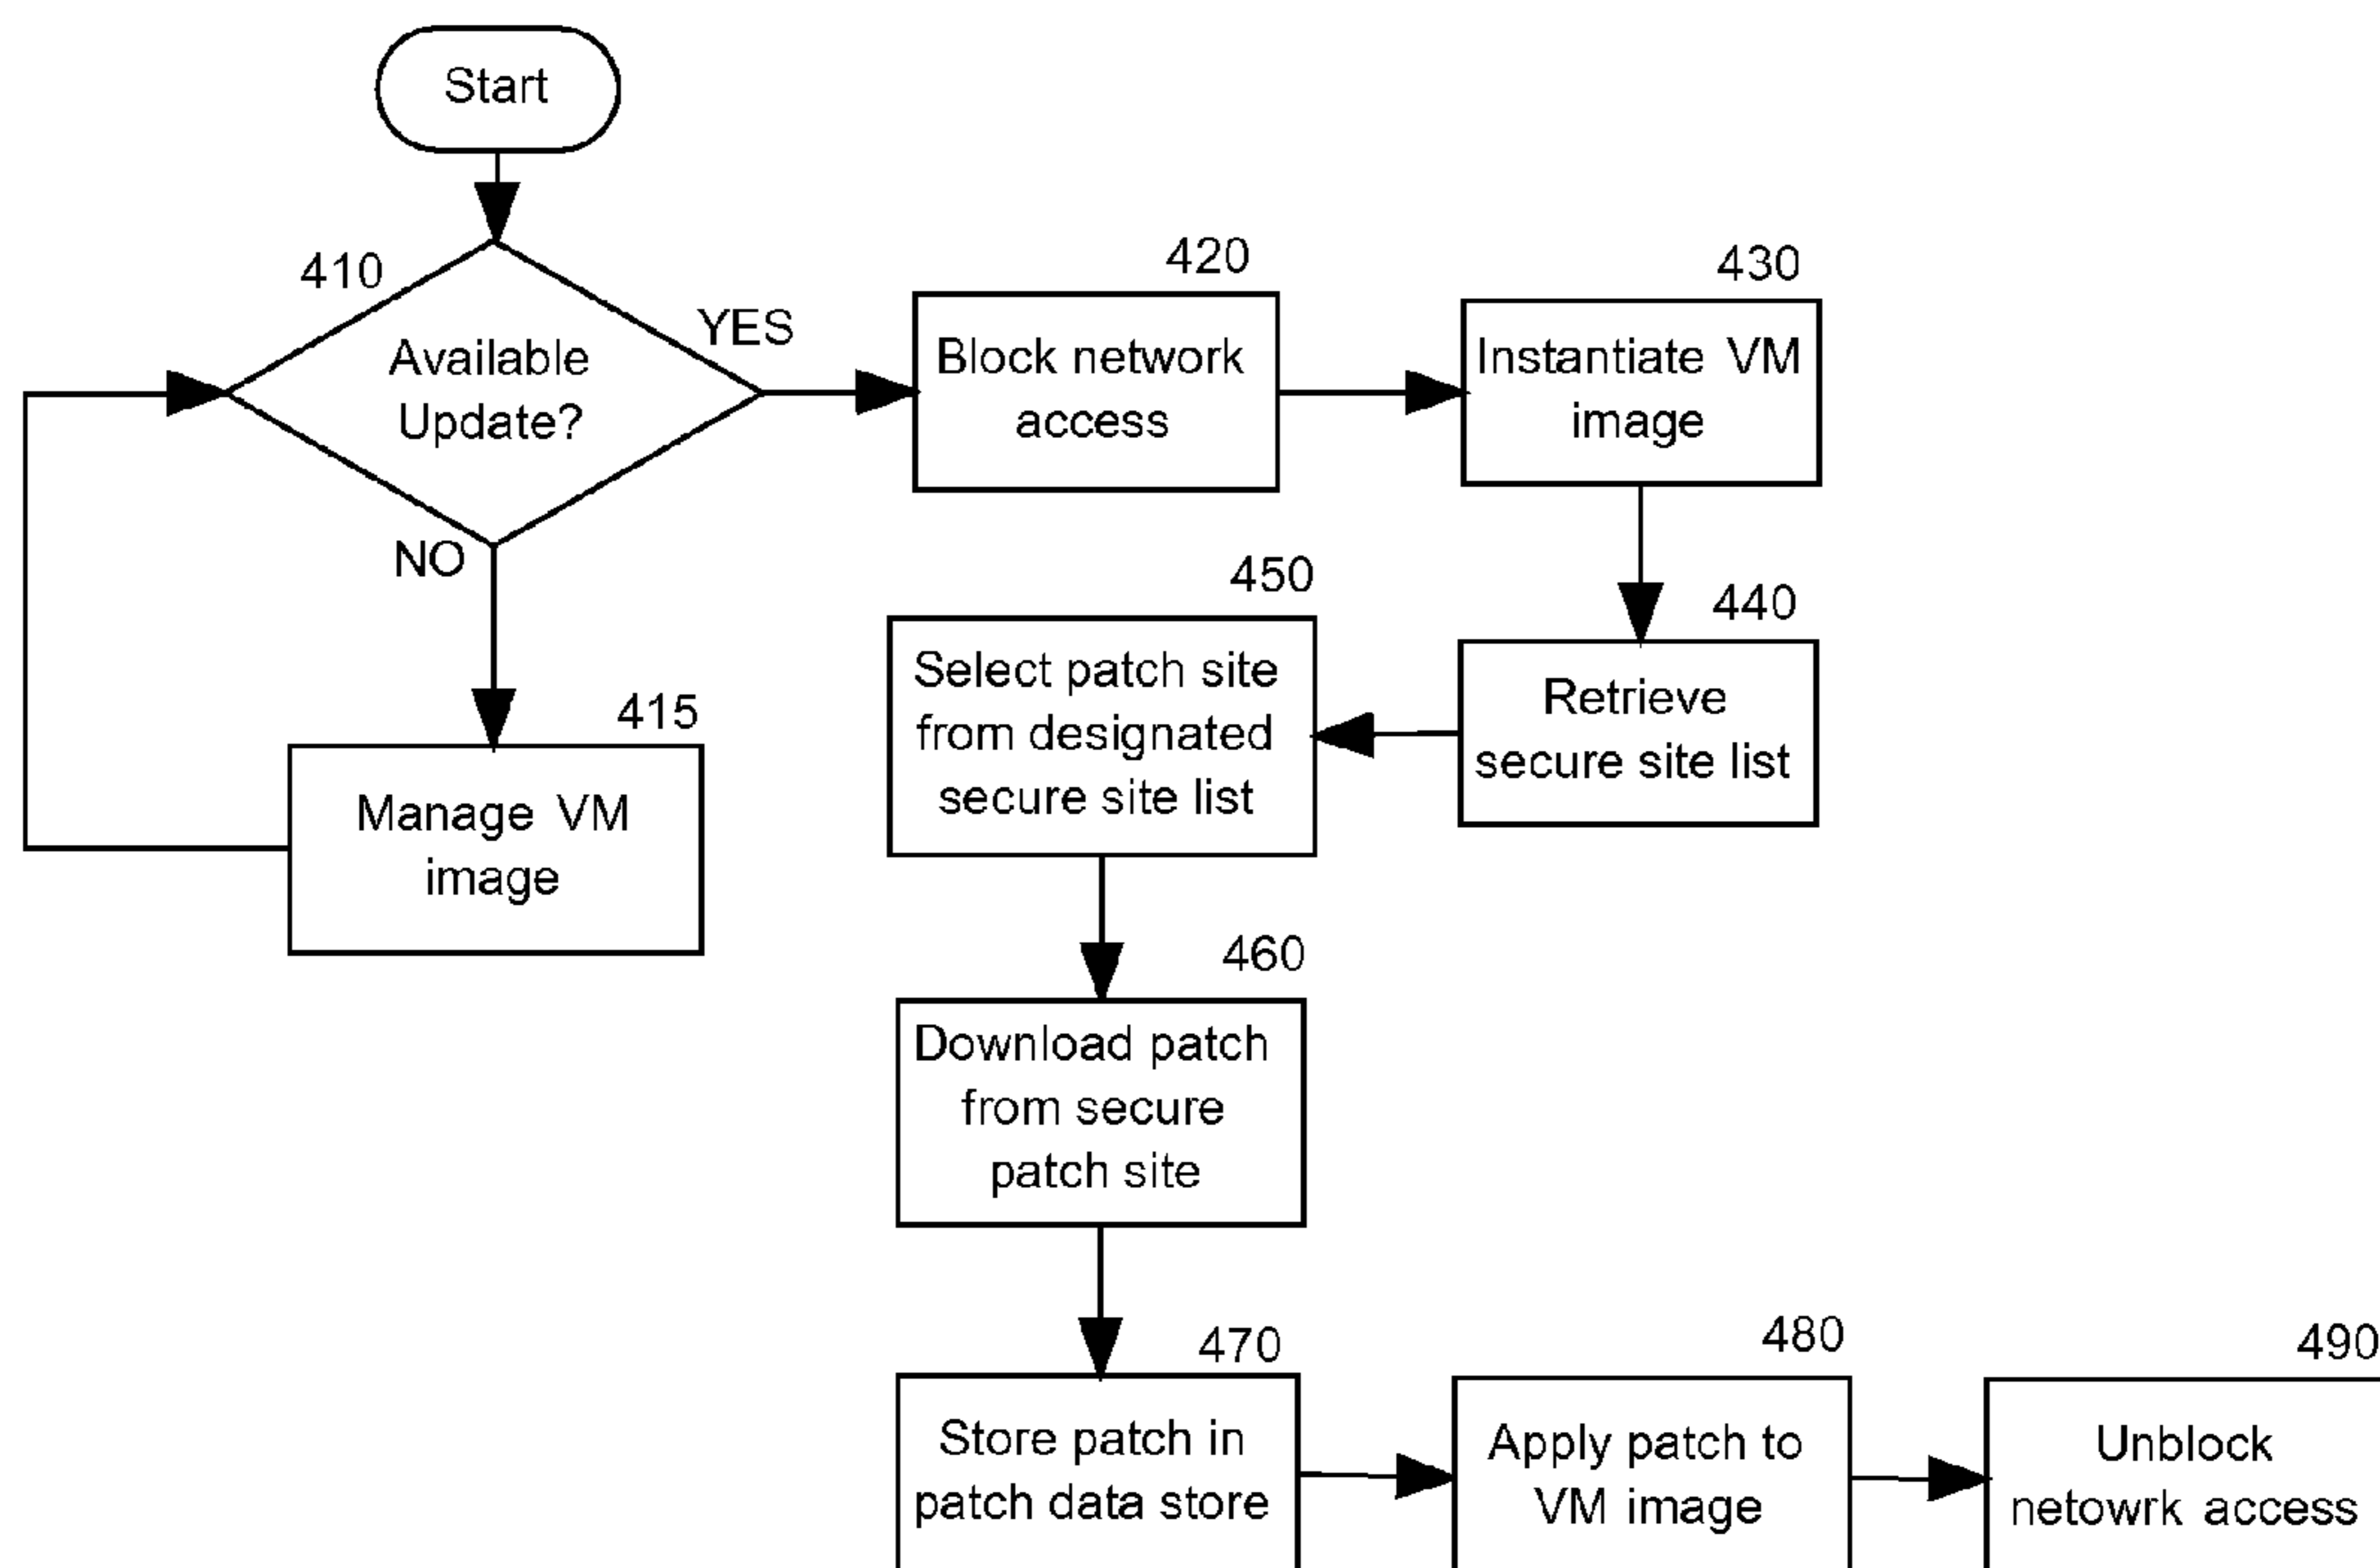 Start
410
Available
Update?
YES
NO
415
Manage VM
image
420
Block network
access
430
Instantiate VM
image
440
Retrieve
secure site list
450
Select patch site
from designated
secure site list
460
Download patch
from secure
patch site
470
Store patch in
patch data store
480
Apply patch to
VM image
490
Unblock
netowrk access